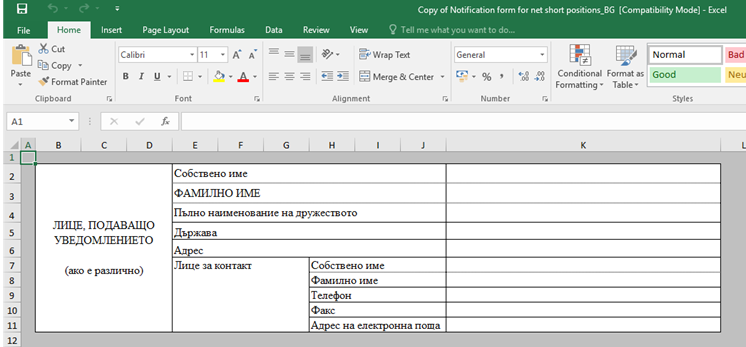 Copy of Notification form for net short positions_BG [Compatibility Mode] - Excel
File Home Insert Page Layout Formulas Data Review View Tell me what you want to do...
Paste
Cut
Copy
Format Painter
Clipboard
Calibri 11
B I U
Font
Wrap Text
Merge & Center
Alignment
General
Number
Conditional Formatting
Format as Table
Normal Bad
Good Neu
Styles
A1 fx
A B C D E F G H I J K L
1
2 Собствено име
3 ФАМИЛНО ИМЕ
4 Пълно наименование на дружеството
ЛИЦЕ, ПОДАВАЩО
5 Държава
УВЕДОМЛЕНИЕТО
6 Адрес
(ако е различно)
7 Лице за контакт Собствено име
8 Фамилно име
9 Телефон
10 Факс
11 Адрес на електронна поща
12